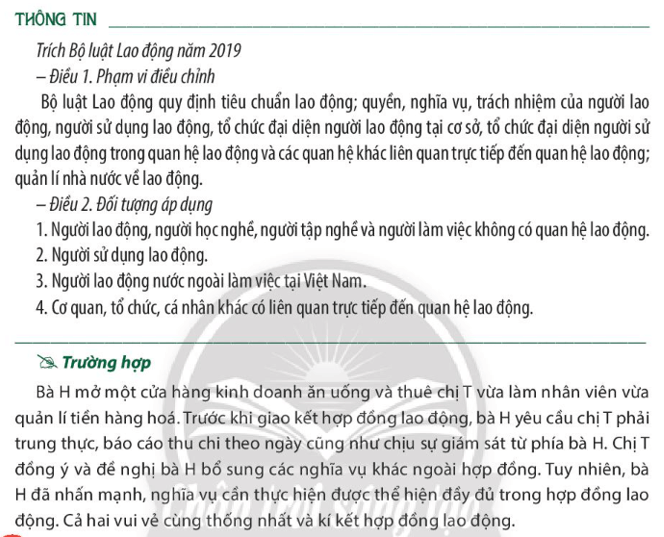 THÔNG TIN
Trích Bộ luật Lao động năm 2019
– Điều 1. Phạm vi điều chỉnh
Bộ luật Lao động quy định tiêu chuẩn lao động; quyền, nghĩa vụ, trách nhiệm của người lao
động, người sử dụng lao động, tổ chức đại diện người lao động tại cơ sở, tổ chức đại diện người sử
dụng lao động trong quan hệ lao động và các quan hệ khác liên quan trực tiếp đến quan hệ lao động;
quản lí nhà nước về lao động.
– Điều 2. Đối tượng áp dụng
1. Người lao động, người học nghề, người tập nghề và người làm việc không có quan hệ lao động.
2. Người sử dụng lao động.
3. Người lao động nước ngoài làm việc tại Việt Nam.
4. Cơ quan, tổ chức, cá nhân khác có liên quan trực tiếp đến quan hệ lao động.
Trường hợp
Bà H mở một cửa hàng kinh doanh ăn uống và thuê chị T vừa làm nhân viên vừa
quản lí tiền hàng hoá. Trước khi giao kết hợp đồng lao động, bà H yêu cầu chị T phải
trung thực, báo cáo thu chi theo ngày cũng như chịu sự giám sát từ phía bà H. Chị T
đồng ý và đề nghị bà H bổ sung các nghĩa vụ khác ngoài hợp đồng. Tuy nhiên, bà
H đã nhấn mạnh, nghĩa vụ cần thực hiện được thể hiện đầy đủ trong hợp đồng lao
động. Cả hai vui vẻ cùng thống nhất và kí kết hợp đồng lao động.
Chân trời sáng tạo